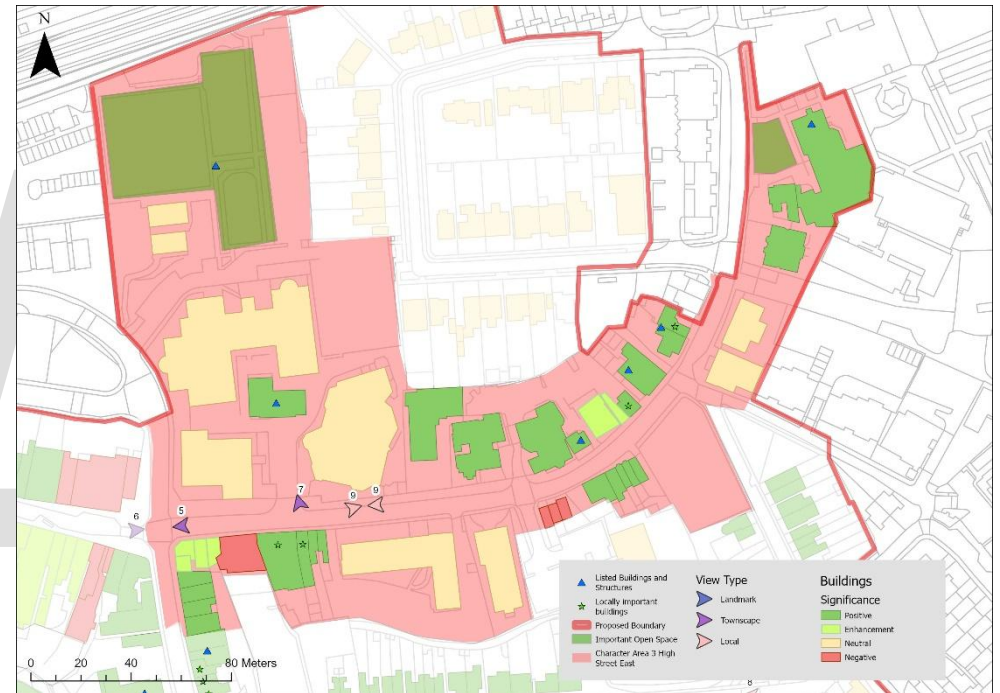 N
7
9
9
6
5
0
20
40
80 Meters
8
Listed Buildings and
Structures
Locally important
buildings
Proposed Boundary
Important Open Space
Character Area 3 High
Street East
View Type
Landmark
Townscape
Local
Buildings
Significance
Positive
Enhancement
Neutral
Negative